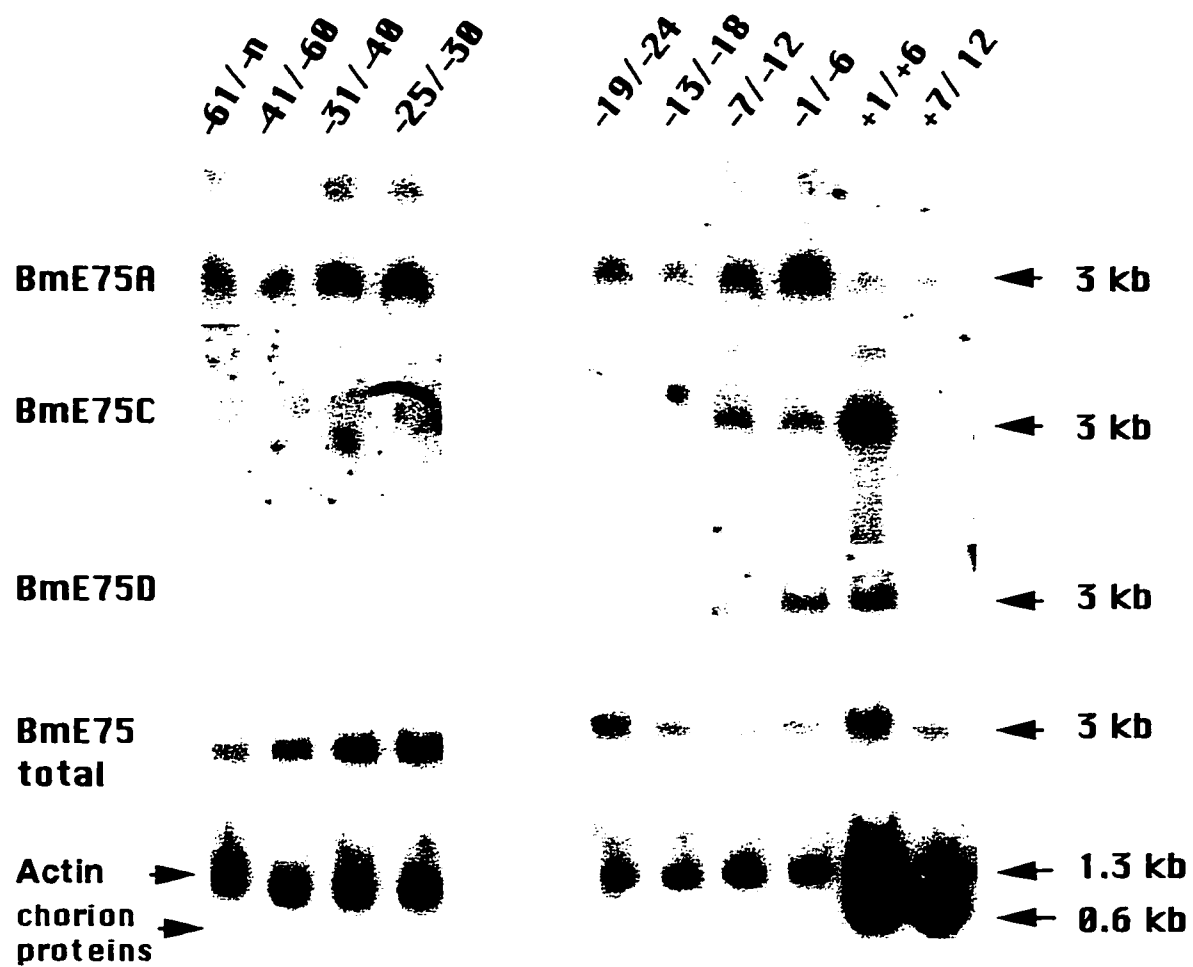 -61/-n
-41/-60
-31/-40
-25/-30
-19/-24
-13/-18
-7/-12
-1/-6
+1/+6
+7/12
BmE75A
3 kb
BmE75C
3 kb
BmE75D
3 kb
BmE75
total
3 kb
Actin
1.3 kb
chorion
proteins
0.6 kb